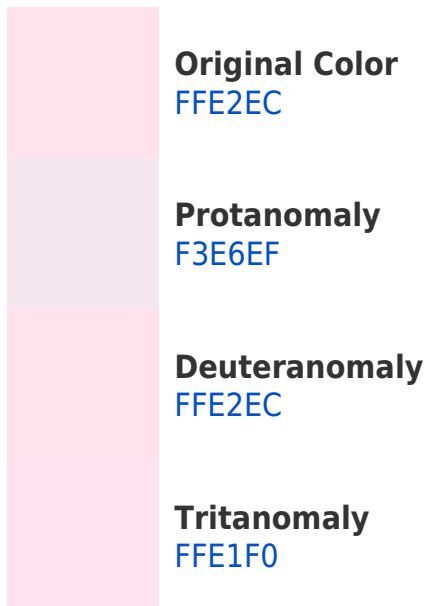 Original Color
FFE2EC
Protanomaly
F3E6EF
Deuteranomaly
FFE2EC
Tritanomaly
FFE1F0